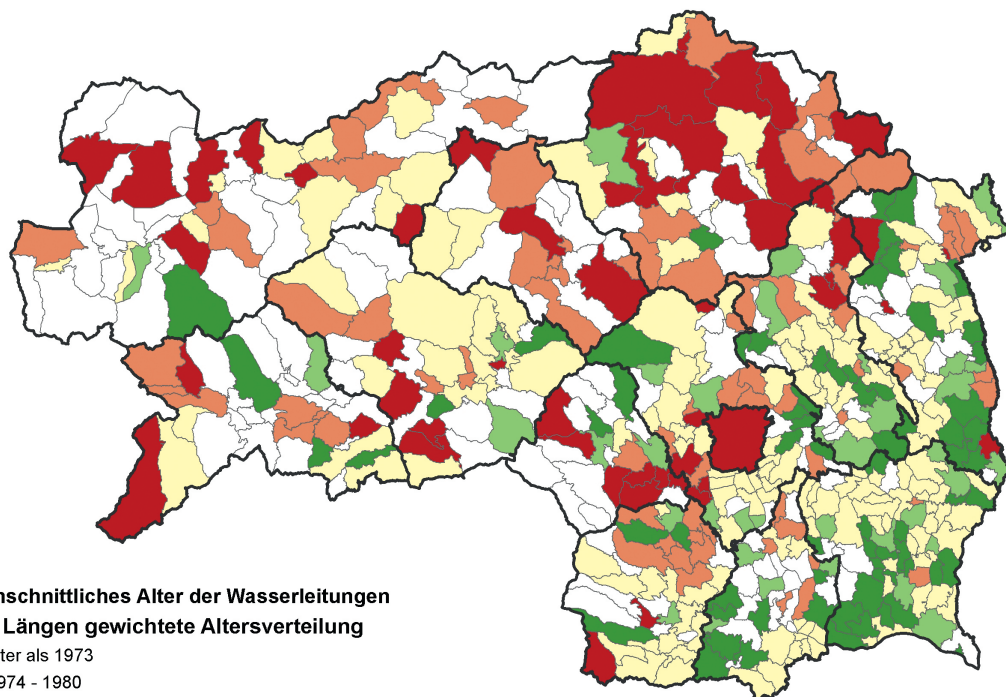 nschnittliches Alter der Wasserleitungen
Längen gewichtete Altersverteilung
ter als 1973
974 - 1980